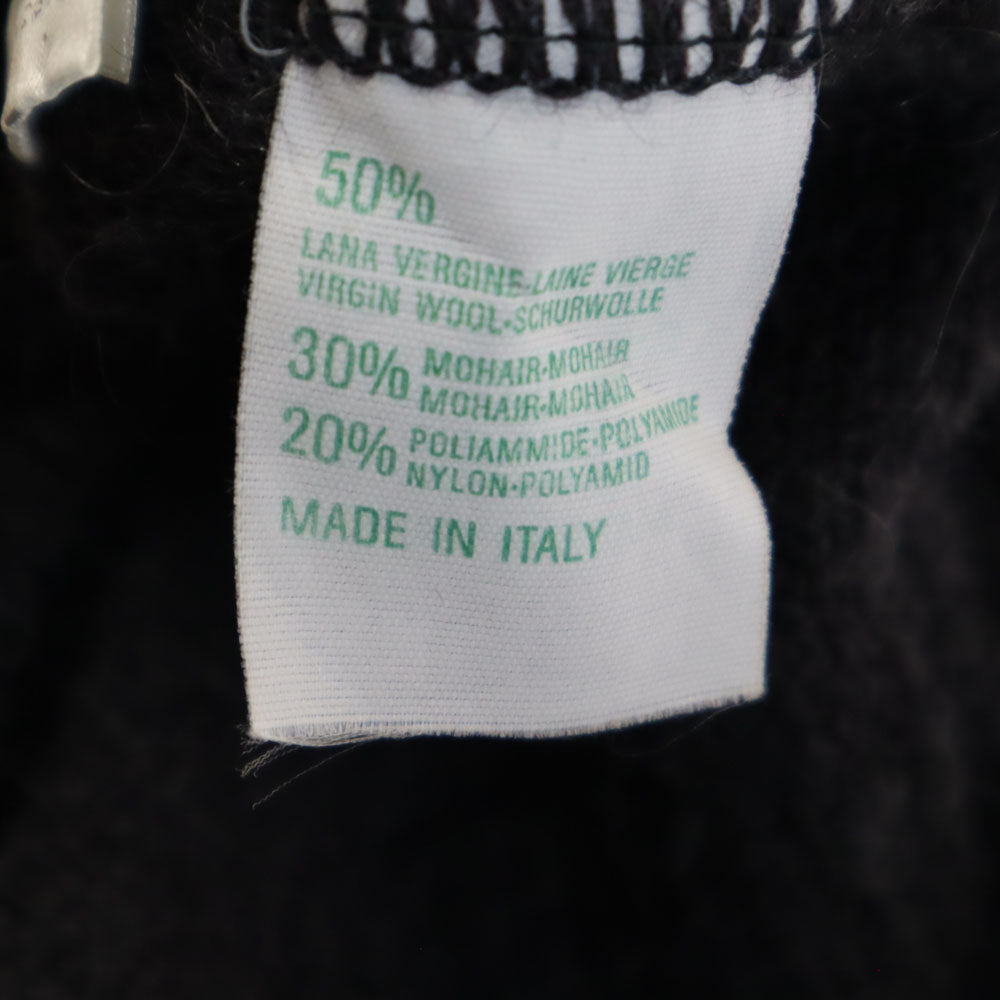 50%
LANA VERGINE-LAINE VIERGE
VIRGIN WOOL•SCHURWOLLE
30% MOHAIR•MOHAIR
MOHAIR•MOHAIR
20% POLIAMMIDE•POLYAMIDE
NYLON•POLYAMID
MADE IN ITALY